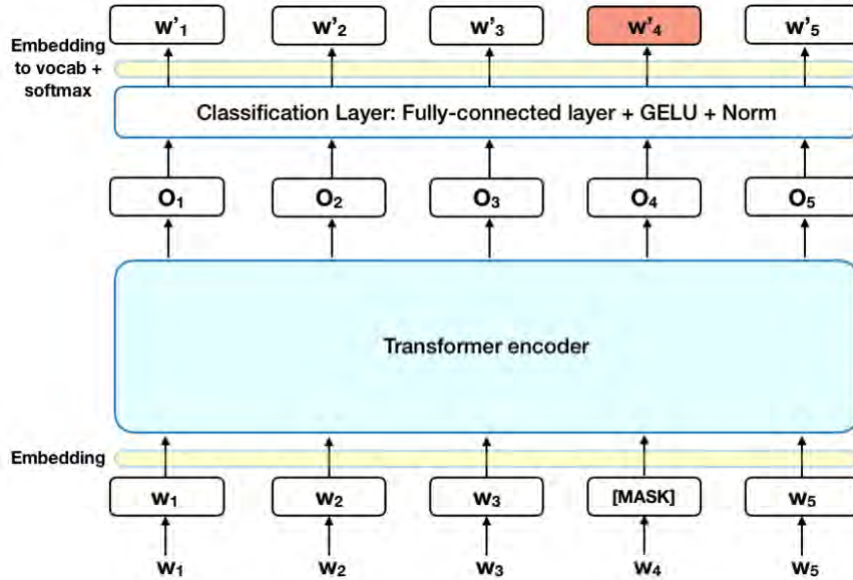 w'₁ w'₂ w'₃ w'₄ w'₅
Embedding
to vocab +
softmax
Classification Layer: Fully-connected layer + GELU + Norm
O₁ O₂ O₃ O₄ O₅
Transformer encoder
Embedding
w₁ w₂ w₃ [MASK] w₅
w₁ w₂ w₃ w₄ w₅